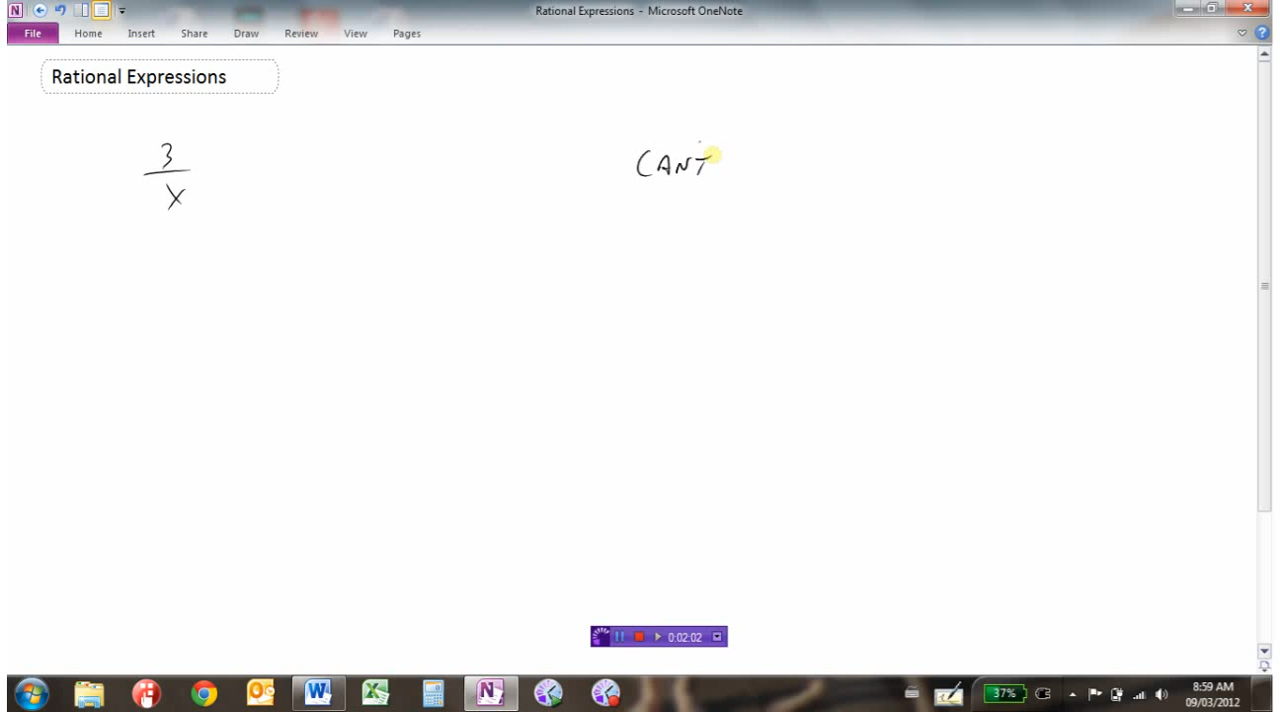 Rational Expressions - Microsoft OneNote
File Home Insert Share Draw Review View Pages
Rational Expressions
3
X
CANT
0:02:02
37%
8:59 AM
09/03/2012